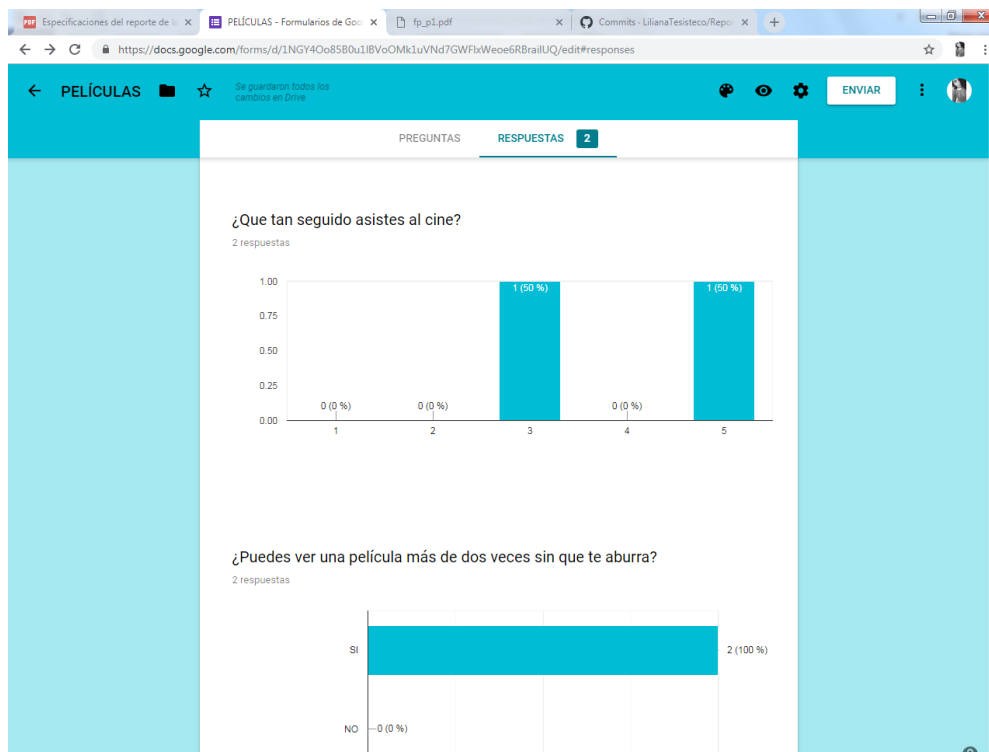 Especificaciones del reporte de la
PELÍCULAS - Formularios de Goo
fp_p1.pdf
Commits · LilianaTesisteco/Repor
https://docs.google.com/forms/d/1NGY4Oo85B0u1IBVoOMk1uVNd7GWFIxWeoe6RBrailUQ/edit#responses
PELÍCULAS
Se guardaron todos los
cambios en Drive
ENVIAR
PREGUNTAS
RESPUESTAS 2
¿Que tan seguido asistes al cine?
2 respuestas
1.00
0.75
0.50
0.25
0.00
0 (0 %)
0 (0 %)
1 (50 %)
0 (0 %)
1 (50 %)
1 2 3 4 5
¿Puedes ver una película más de dos veces sin que te aburra?
2 respuestas
SI
2 (100 %)
NO
0 (0 %)